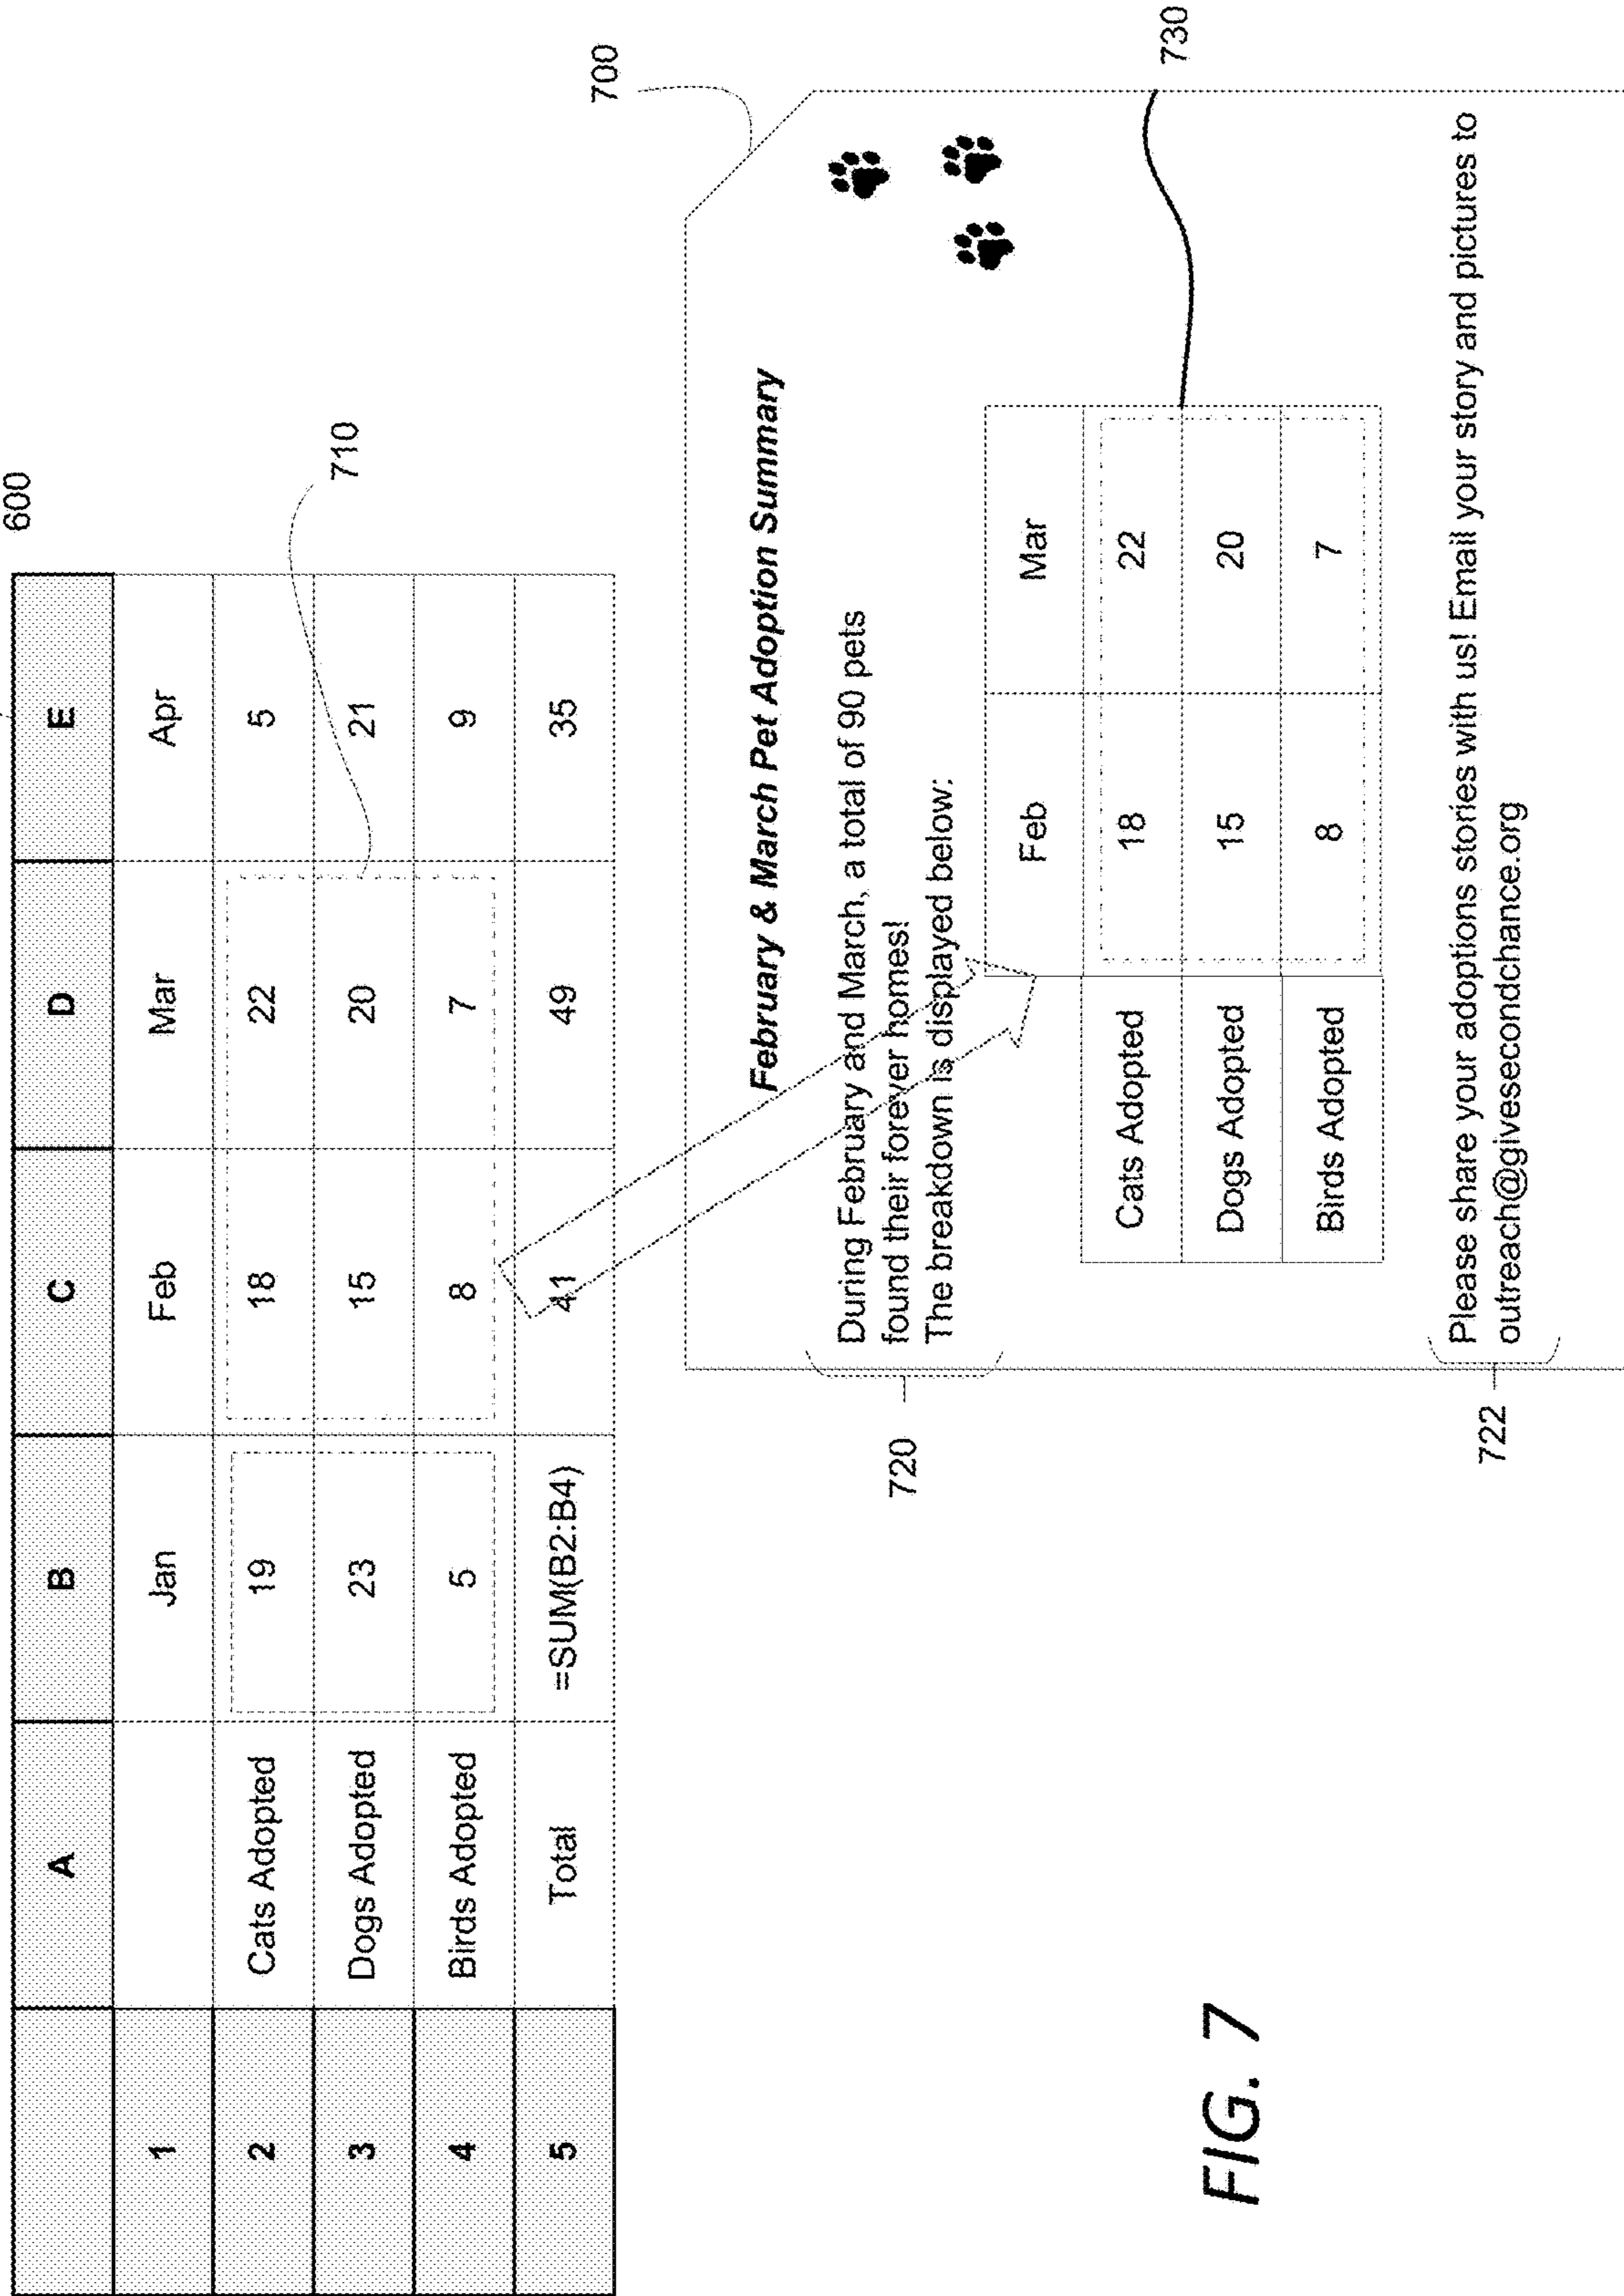 600
A B C D E
1 Jan Feb Mar Apr
2 Cats Adopted 19 18 22 5
3 Dogs Adopted 23 15 20 21
4 Birds Adopted 5 8 7 9
5 Total =SUM(B2:B4) 41 49 35
710
700
February & March Pet Adoption Summary
720
During February and March, a total of 90 pets
found their forever homes!
The breakdown is displayed below:
Feb Mar
Cats Adopted 18 22
Dogs Adopted 15 20
Birds Adopted 8 7
730
722
Please share your adoptions stories with us! Email your story and pictures to
outreach@givesecondchance.org
FIG. 7